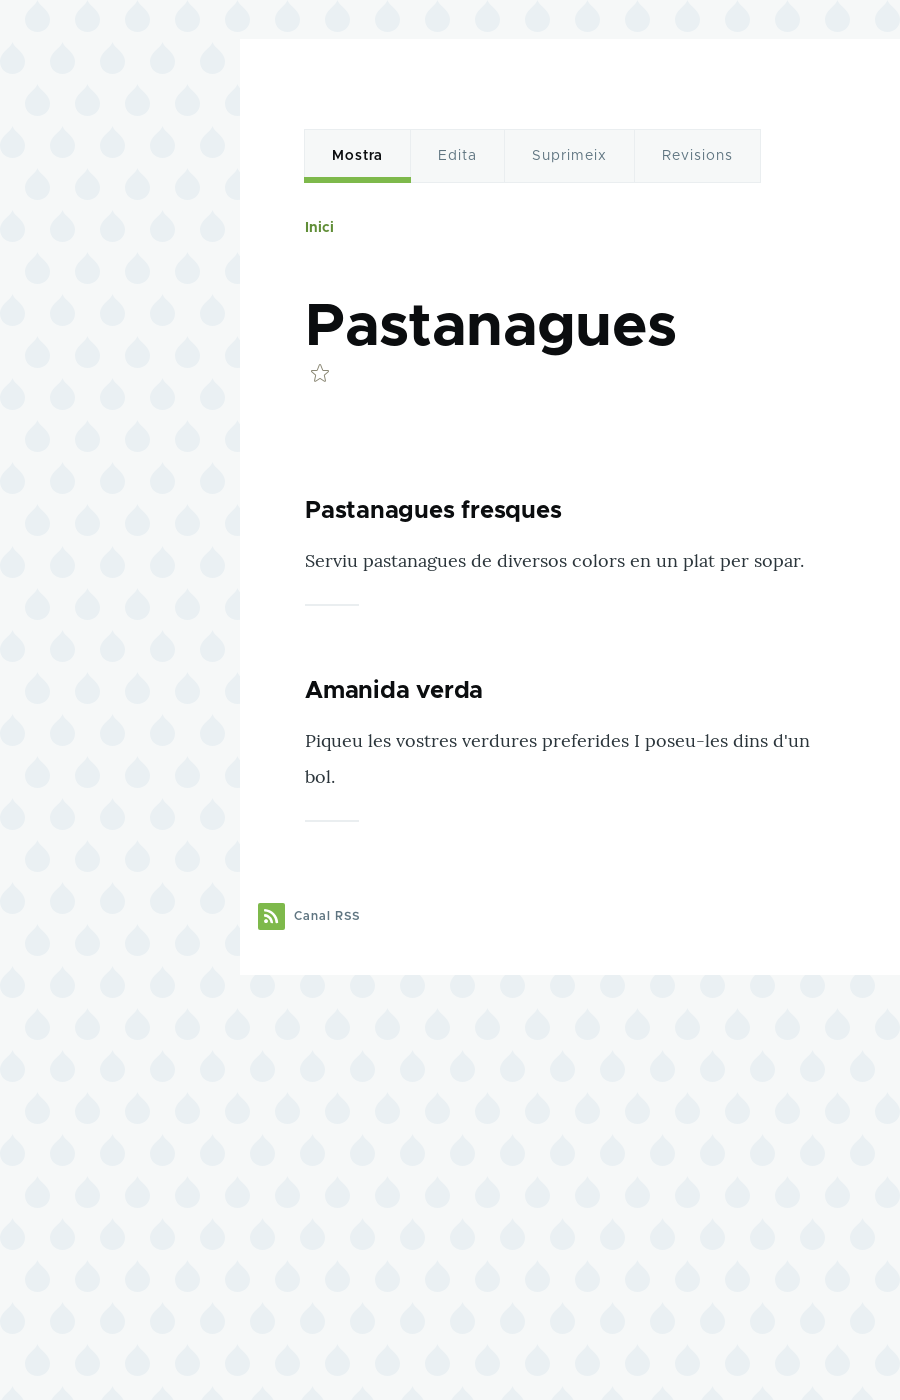 Mostra Edita Suprimeix Revisions
Inici
Pastanagues
Pastanagues fresques
Serviu pastanagues de diversos colors en un plat per sopar.
Amanida verda
Piqueu les vostres verdures preferides I poseu-les dins d'un
bol.
Canal RSS